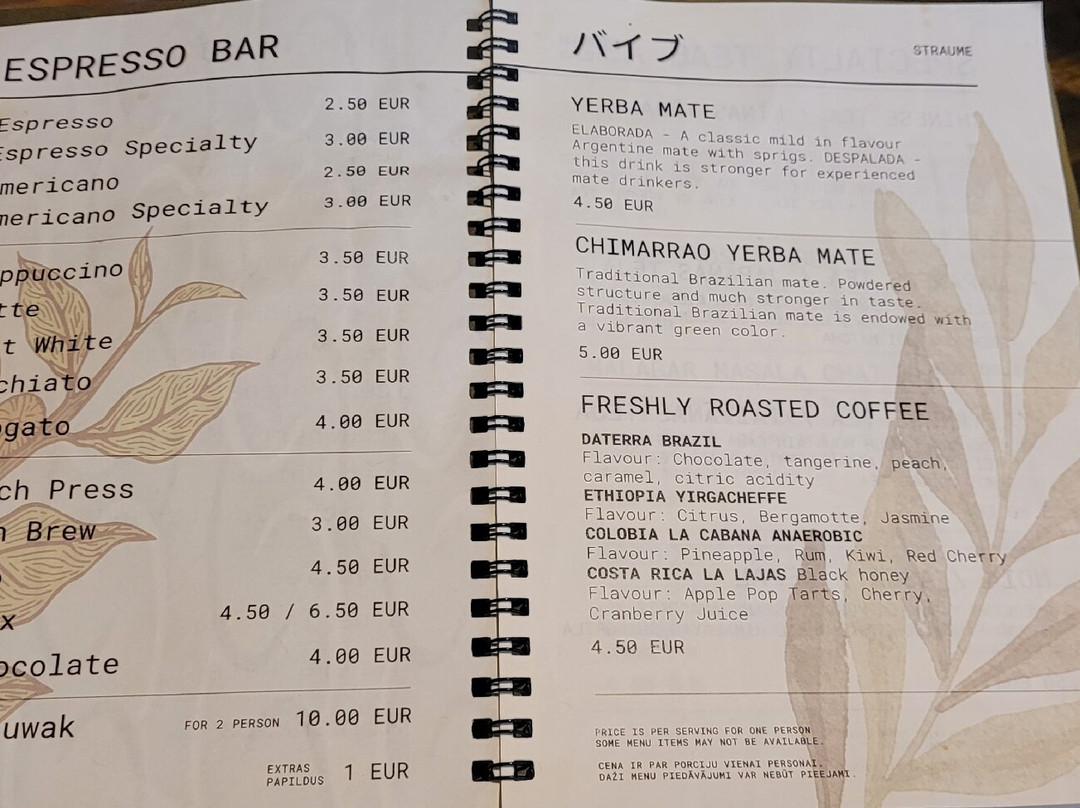 ESPRESSO BAR
Espresso 2.50 EUR
Espresso Specialty 3.00 EUR
mericano 2.50 EUR
mericano Specialty 3.00 EUR
ppuccino 3.50 EUR
tte 3.50 EUR
t White 3.50 EUR
chiato 3.50 EUR
ogato 4.00 EUR
ch Press 4.00 EUR
n Brew 3.00 EUR
4.50 EUR
x 4.50 / 6.50 EUR
ocolate 4.00 EUR
uwak FOR 2 PERSON 10.00 EUR
EXTRAS
PAPILDUS 1 EUR
バイブ STRAUME
YERBA MATE
ELABORADA - A classic mild in flavour
Argentine mate with sprigs. DESPALADA -
this drink is stronger for experienced
mate drinkers.
4.50 EUR
CHIMARRAO YERBA MATE
Traditional Brazilian mate. Powdered
structure and much stronger in taste.
Traditional Brazilian mate is endowed with
a vibrant green color.
5.00 EUR
FRESHLY ROASTED COFFEE
DATERRA BRAZIL
Flavour: Chocolate, tangerine, peach,
caramel, citric acidity
ETHIOPIA YIRGACHEFFE
Flavour: Citrus, Bergamotte, Jasmine
COLOBIA LA CABANA ANAEROBIC
Flavour: Pineapple, Rum, Kiwi, Red Cherry
COSTA RICA LA LAJAS Black honey
Flavour: Apple Pop Tarts, Cherry,
Cranberry Juice
4.50 EUR
PRICE IS PER SERVING FOR ONE PERSON
SOME MENU ITEMS MAY NOT BE AVAILABLE.
CENA IR PAR PORCIJU VIENAI PERSONAI.
DAŽI MENU PIEDĀVĀJUMI VAR NEBŪT PIEEJAMI.